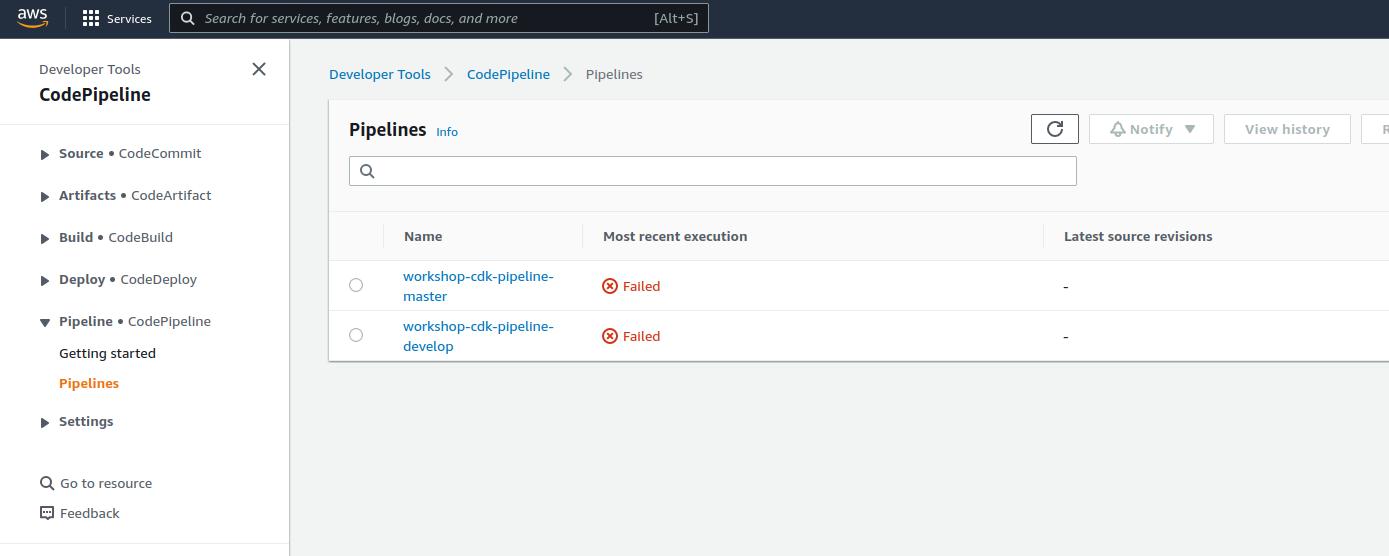 aws
Services
Search for services, features, blogs, docs, and more
[Alt+S]
Developer Tools
CodePipeline
Source • CodeCommit
Artifacts • CodeArtifact
Build • CodeBuild
Deploy • CodeDeploy
Pipeline • CodePipeline
Getting started
Pipelines
Settings
Go to resource
Feedback
Developer Tools
CodePipeline
Pipelines
Pipelines Info
Notify
View history
R
Name
Most recent execution
Latest source revisions
workshop-cdk-pipeline-
master
Failed
-
workshop-cdk-pipeline-
develop
Failed
-